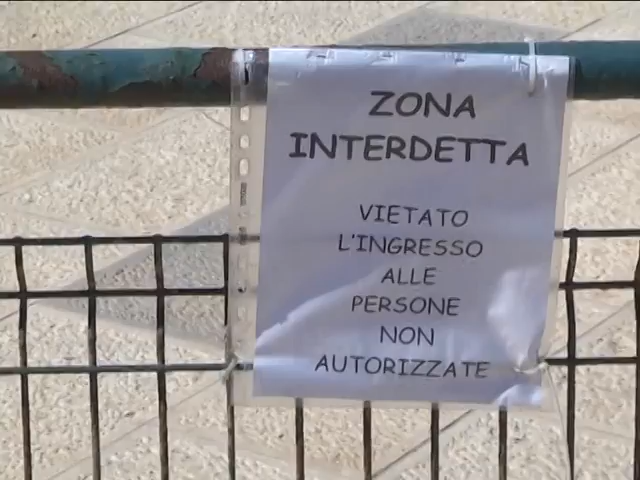 ZONA
INTERDETTA
VIETATO
L'INGRESSO
ALLE
PERSONE
NON
AUTORIZZATE